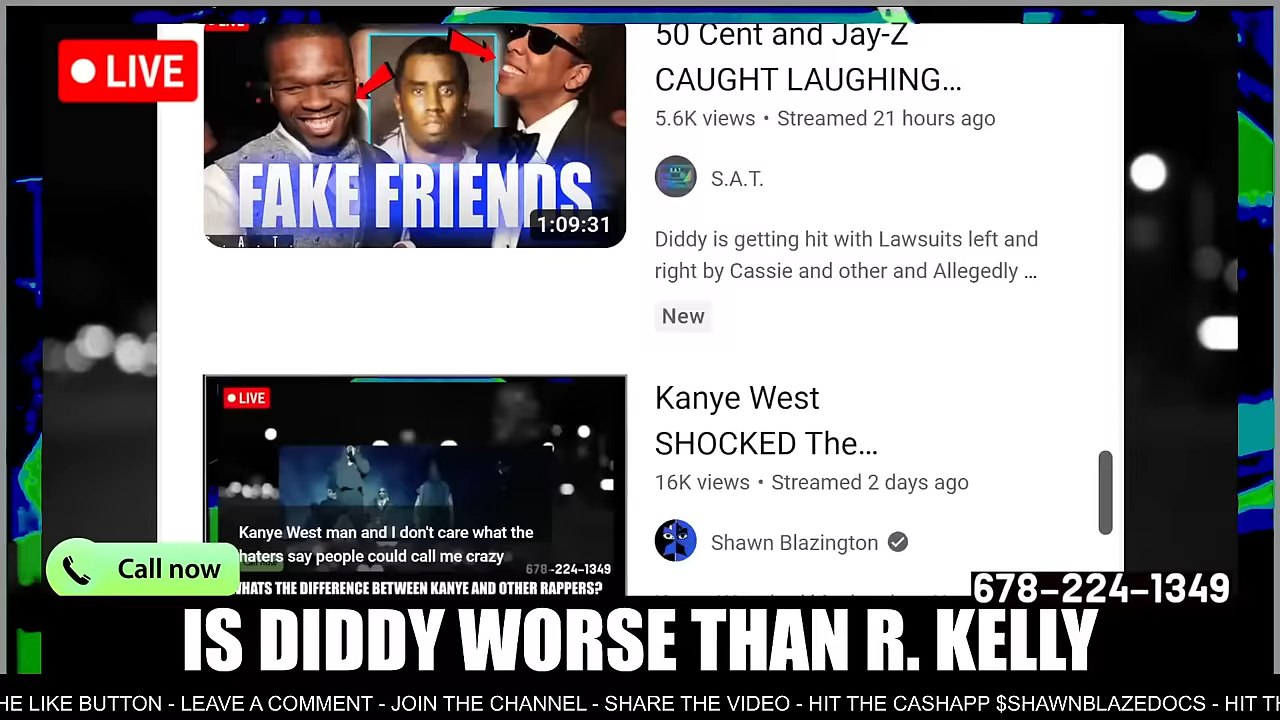 LIVE
50 Cent and Jay-Z
CAUGHT LAUGHING...
5.6K views • Streamed 21 hours ago
S.A.T.
FAKE FRIENDS
1:09:31
S. A. T.
Diddy is getting hit with Lawsuits left and
right by Cassie and other and Allegedly ...
New
LIVE
Kanye West
SHOCKED The...
16K views • Streamed 2 days ago
Kanye West man and I don't care what the
haters say people could call me crazy
678-224-1349
WHATS THE DIFFERENCE BETWEEN KANYE AND OTHER RAPPERS?
Shawn Blazington
Call now
678-224-1349
IS DIDDY WORSE THAN R. KELLY
HE LIKE BUTTON - LEAVE A COMMENT - JOIN THE CHANNEL - SHARE THE VIDEO - HIT THE CASHAPP $SHAWNBLAZEDOCS - HIT